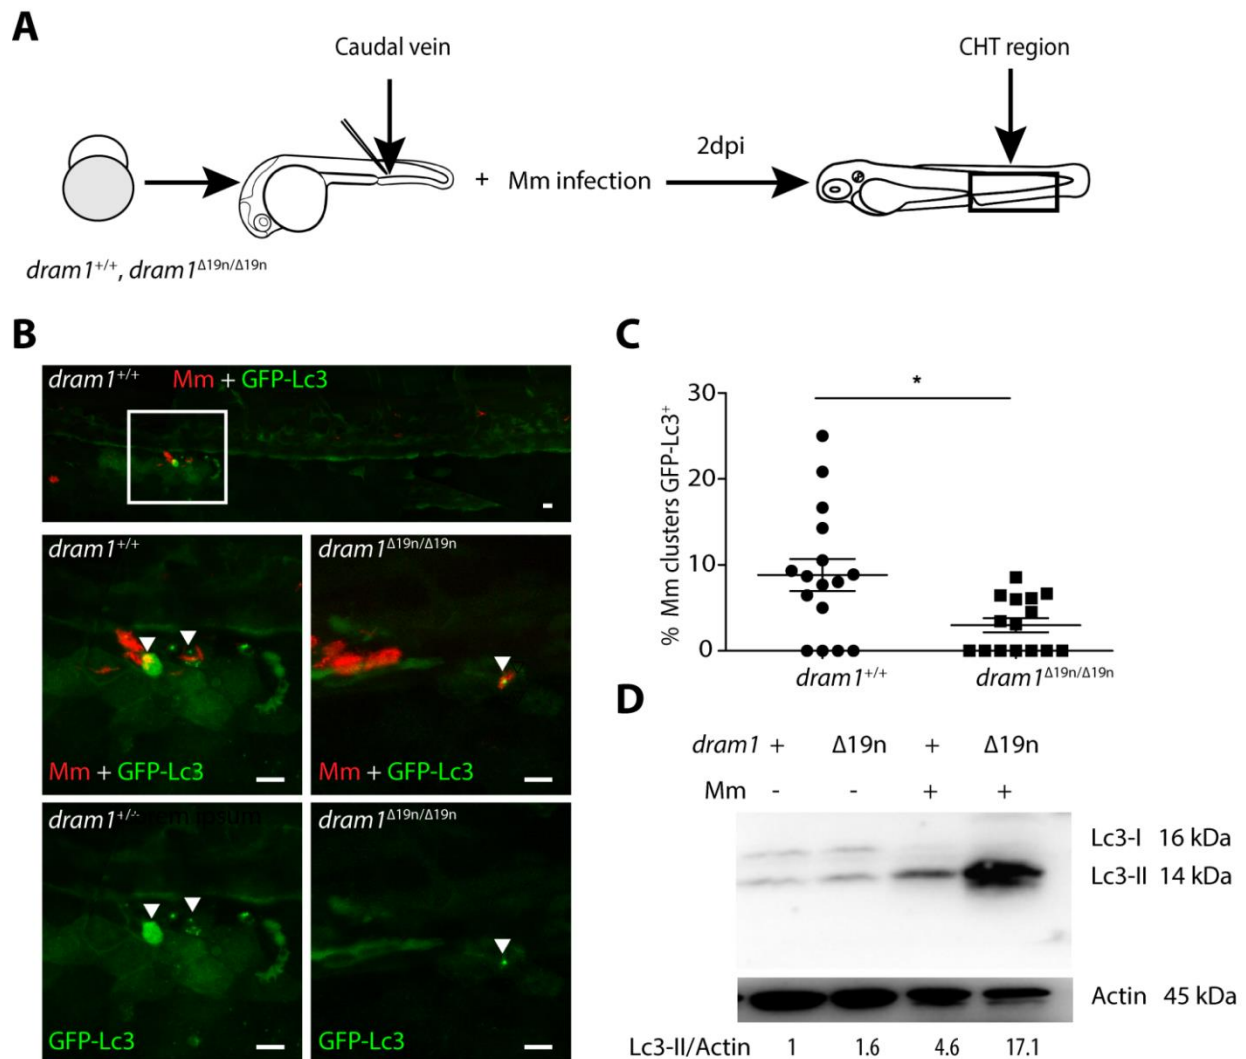 A
Caudal vein
CHT region
2dpi
+ Mm infection
dram1+/+, dram1Δ19n/Δ19n
B
dram1+/+ Mm + GFP-Lc3
dram1+/+
Mm + GFP-Lc3
dram1Δ19n/Δ19n
Mm + GFP-Lc3
dram1+/+
GFP-Lc3
dram1Δ19n/Δ19n
GFP-Lc3
C
*
% Mm clusters GFP-Lc3+
30
20
10
0
dram1+/+ dram1Δ19n/Δ19n
D
dram1 + Δ19n + Δ19n
Mm - - + +
Lc3-I 16 kDa
Lc3-II 14 kDa
Actin 45 kDa
Lc3-II/Actin 1 1.6 4.6 17.1